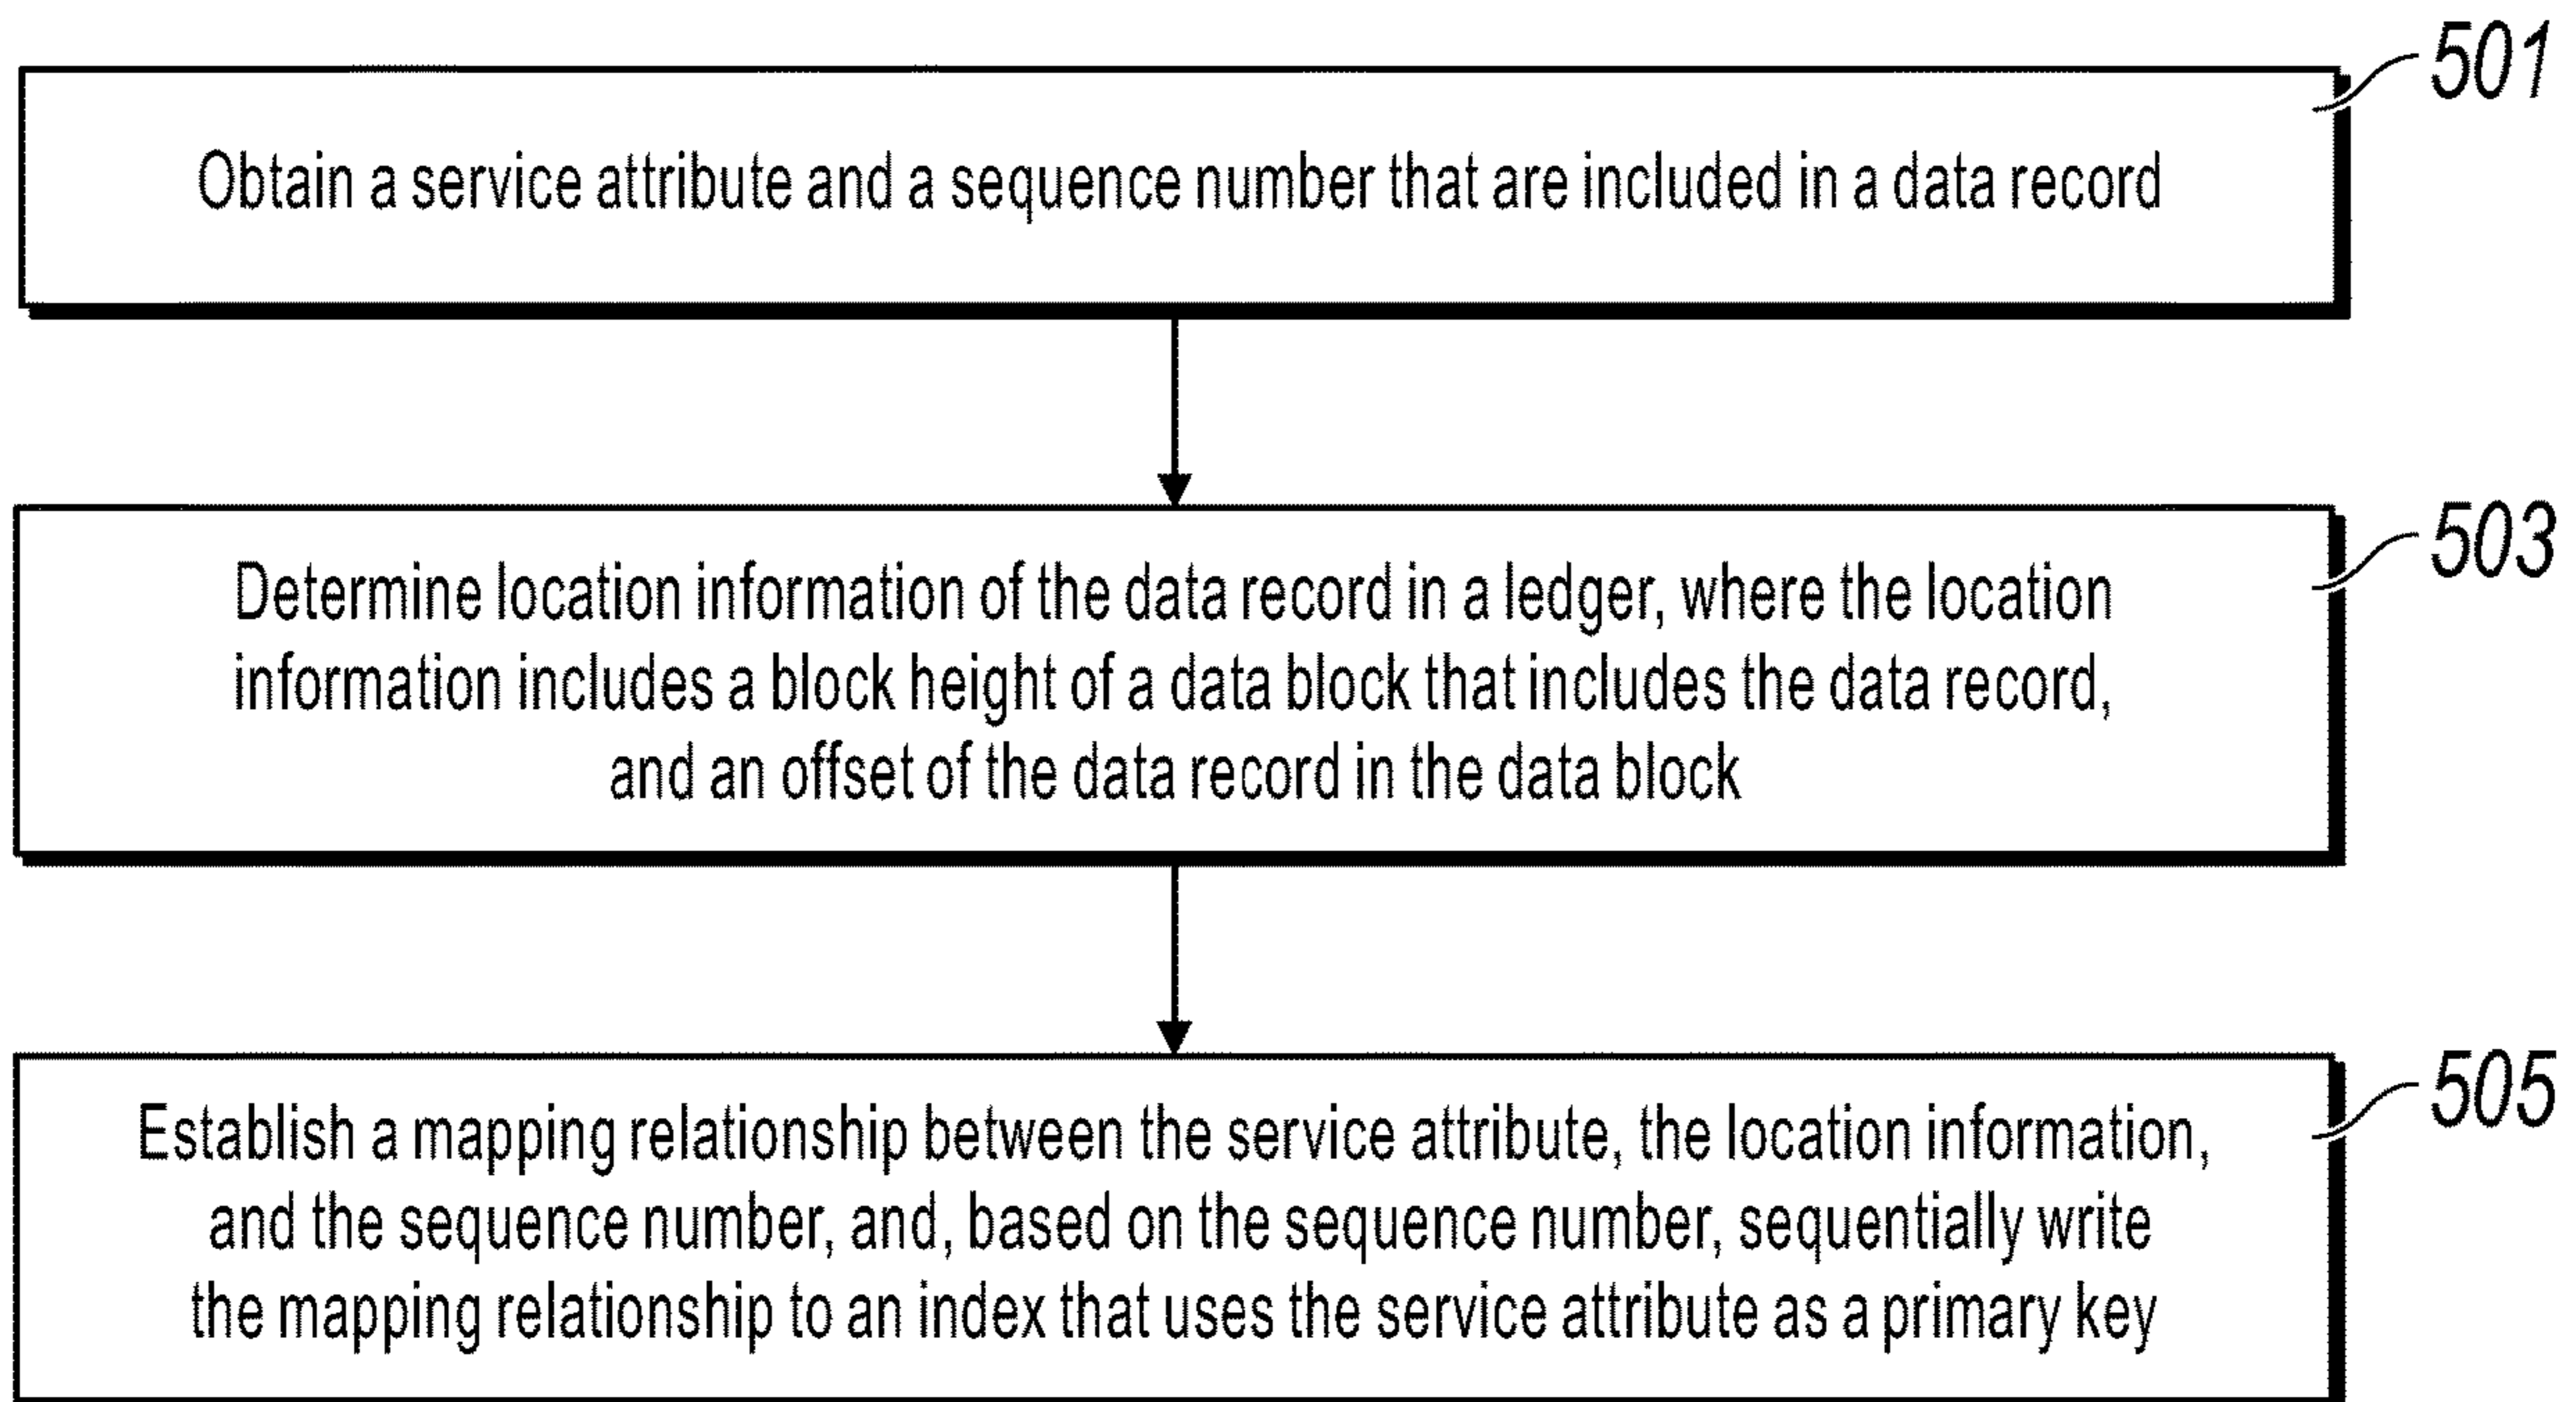 501
Obtain a service attribute and a sequence number that are included in a data record
503
Determine location information of the data record in a ledger, where the location
information includes a block height of a data block that includes the data record,
and an offset of the data record in the data block
505
Establish a mapping relationship between the service attribute, the location information,
and the sequence number, and, based on the sequence number, sequentially write
the mapping relationship to an index that uses the service attribute as a primary key